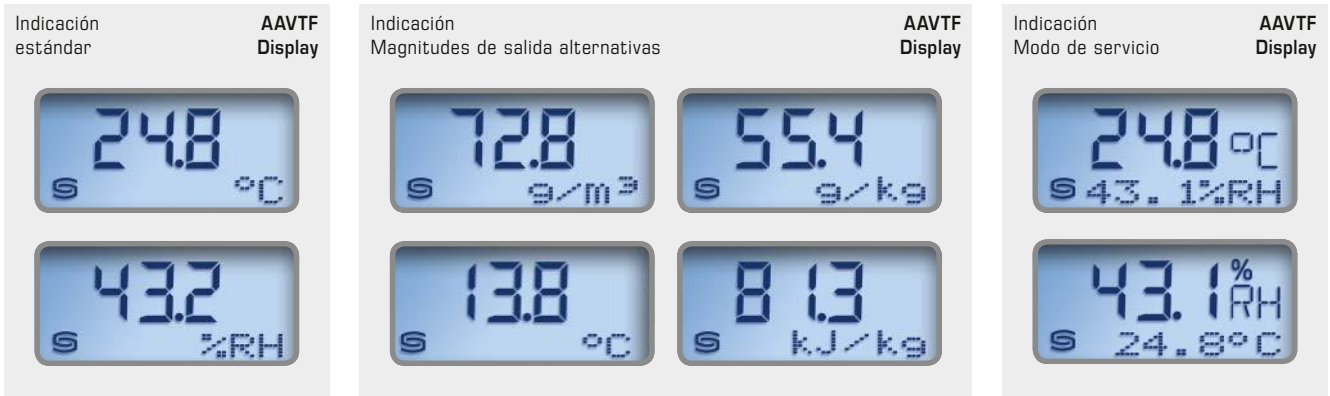 Indicación
estándar
AAVTF
Display
24.8
°C
43.2
%RH
Indicación
Magnitudes de salida alternativas
AAVTF
Display
72.8
g/m³
55.4
g/kg
13.8
°C
81.3
kJ/kg
Indicación
Modo de servicio
AAVTF
Display
24.8 °C
43.1%RH
43.1 % RH
24.8°C